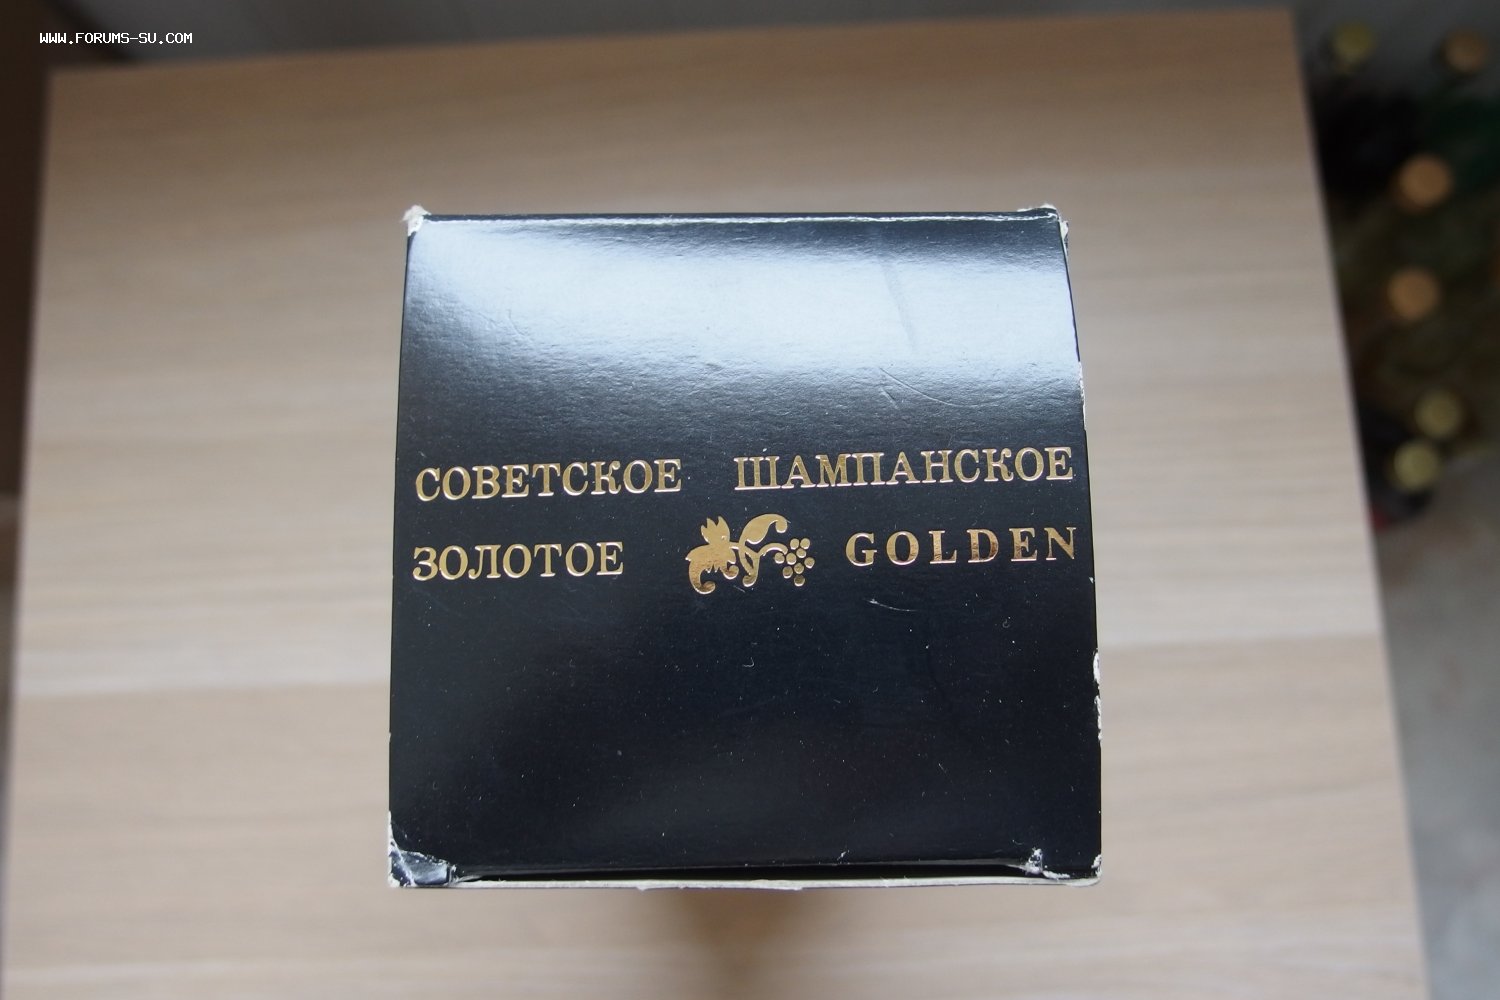 WWW.FORUMS-SU.COM
СОВЕТСКОЕ ШАМПАНСКОЕ
ЗОЛОТОЕ GOLDEN